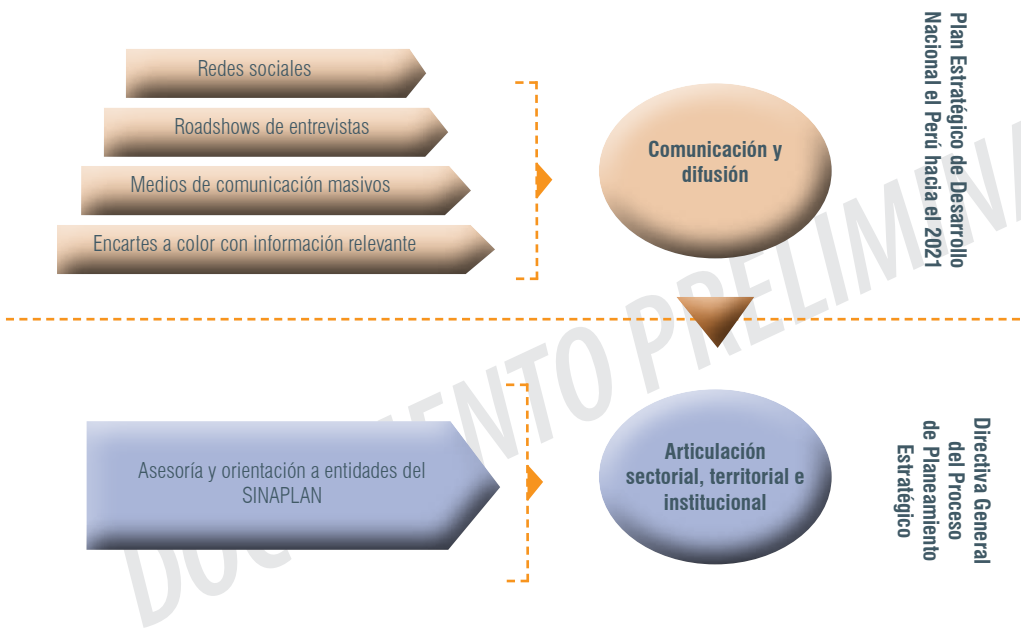 Redes sociales
Roadshows de entrevistas
Medios de comunicación masivos
Encartes a color con información relevante
Comunicación y
difusión
Plan Estratégico de Desarrollo
Nacional el Perú hacia el 2021
Asesoría y orientación a entidades del
SINAPLAN
Articulación
sectorial, territorial e
institucional
Directiva General
del Proceso
de Planeamiento
Estratégico